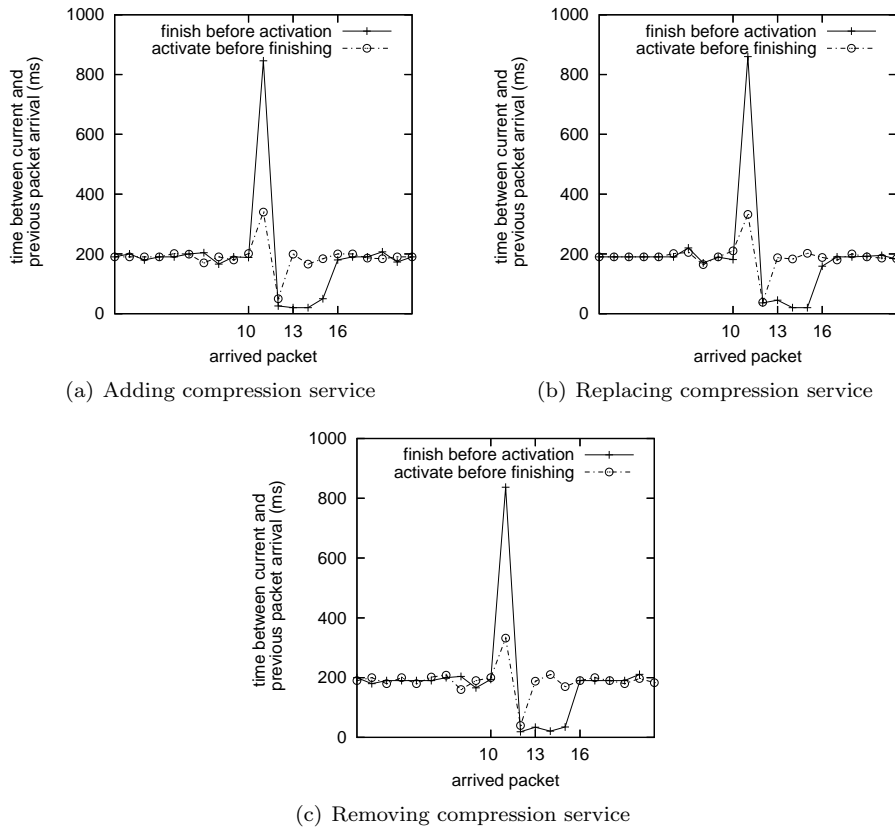 1000
800
600
400
200
0
time between current and
previous packet arrival (ms)
finish before activation
activate before finishing
10 13 16
arrived packet
(a) Adding compression service
1000
800
600
400
200
0
time between current and
previous packet arrival (ms)
finish before activation
activate before finishing
10 13 16
arrived packet
(b) Replacing compression service
1000
800
600
400
200
0
time between current and
previous packet arrival (ms)
finish before activation
activate before finishing
10 13 16
arrived packet
(c) Removing compression service